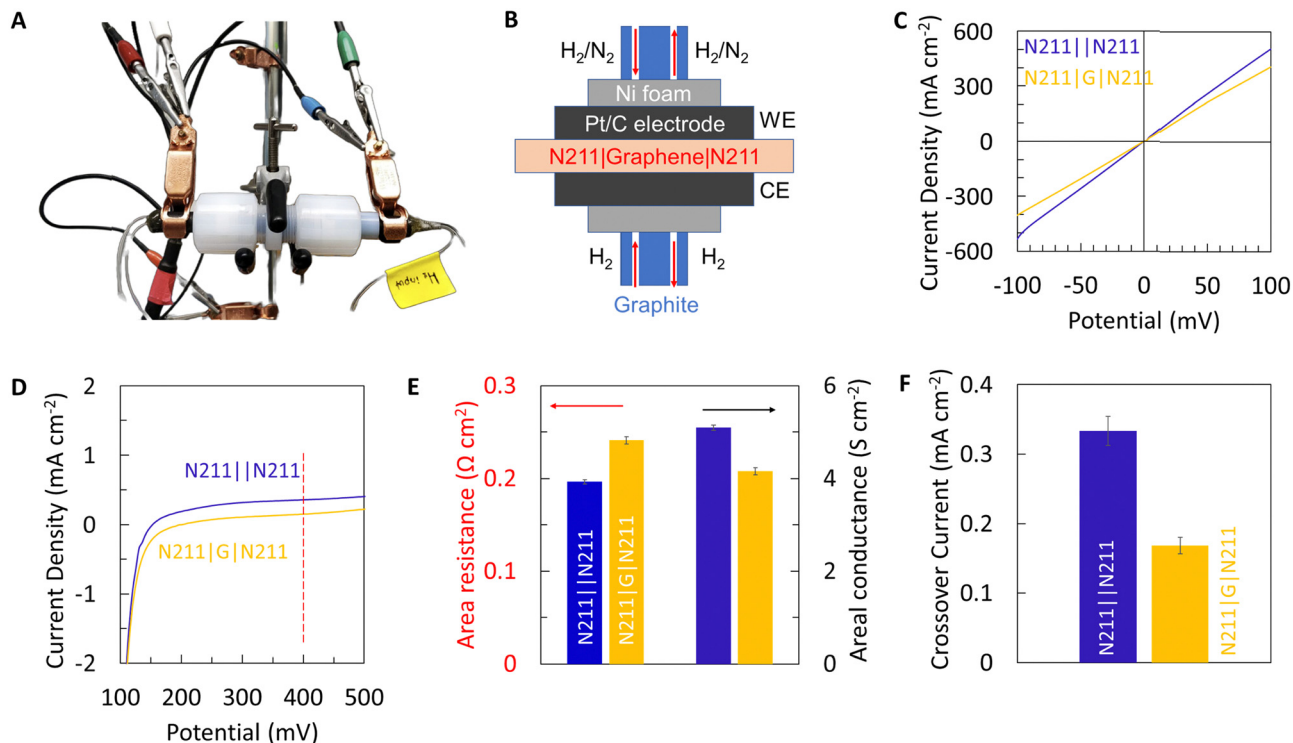 A
H₂ input
B
H₂/N₂
H₂/N₂
Ni foam
Pt/C electrode
WE
N211|Graphene|N211
CE
H₂
H₂
Graphite
C
Current Density (mA cm⁻²)
600
300
0
-300
-600
N211||N211
N211|G|N211
-100
-50
0
50
100
Potential (mV)
D
Current Density (mA cm⁻²)
2
1
0
-1
-2
N211||N211
N211|G|N211
100
200
300
400
500
Potential (mV)
E
Area resistance (Ω cm²)
0.3
0.2
0.1
0
N211||N211
N211|G|N211
6
4
2
0
Areal conductance (S cm⁻²)
F
Crossover Current (mA cm⁻²)
0.4
0.3
0.2
0.1
0
N211||N211
N211|G|N211